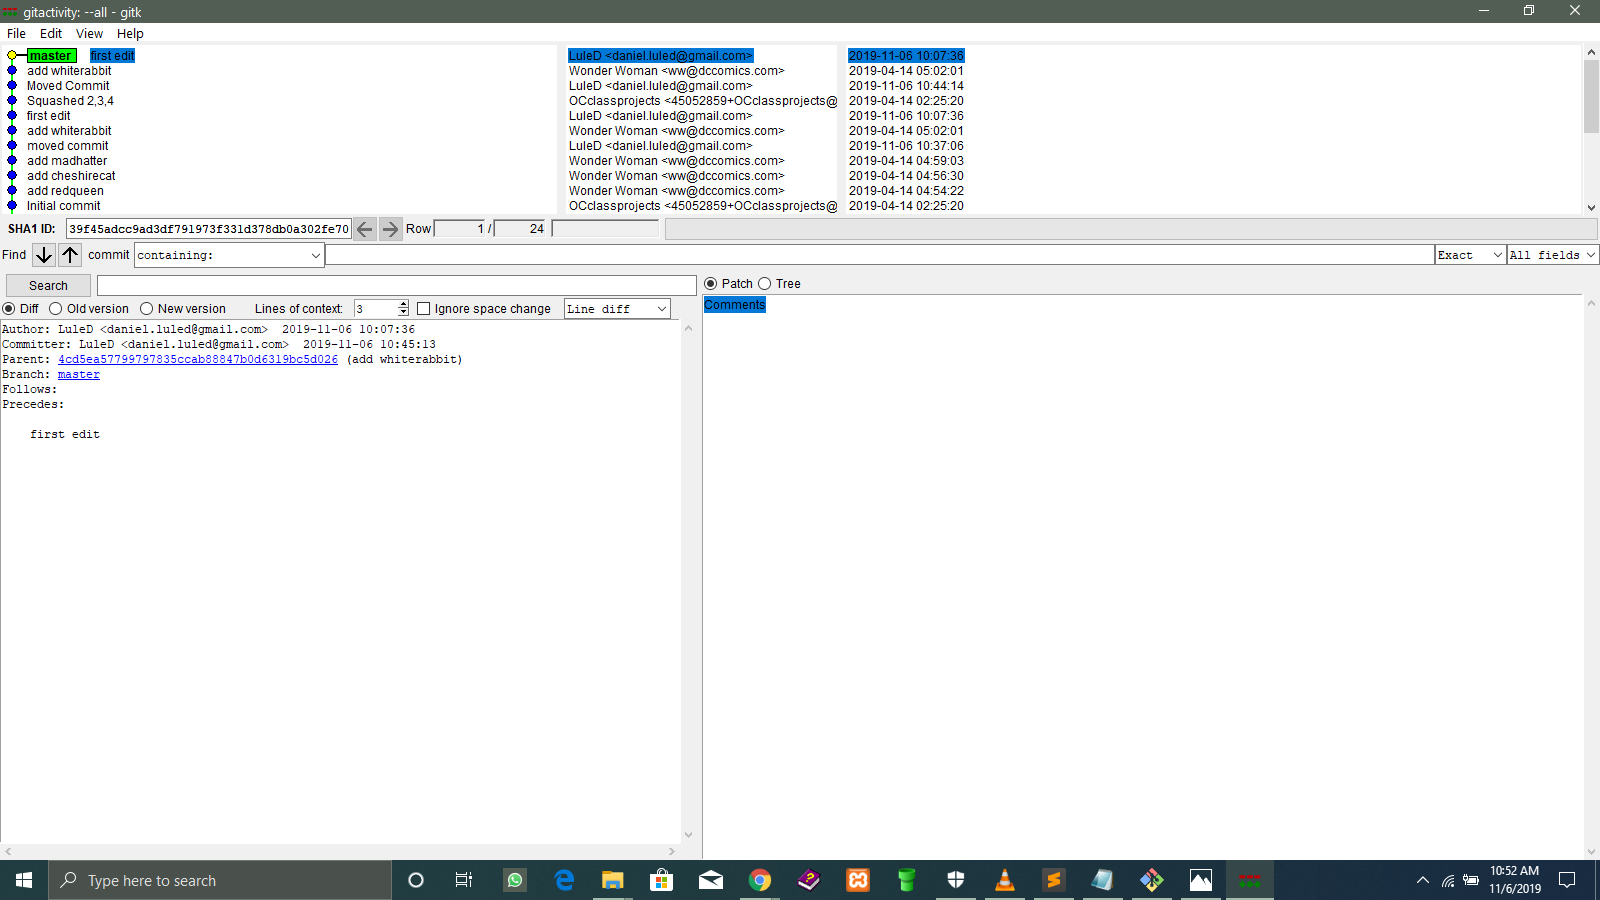 gitactivity: --all - gitk
File Edit View Help
master first edit LuleD <daniel.luled@gmail.com> 2019-11-06 10:07:36
add whiterabbit Wonder Woman <ww@dccomics.com> 2019-04-14 05:02:01
Moved Commit LuleD <daniel.luled@gmail.com> 2019-11-06 10:44:14
Squashed 2,3,4 OCclassprojects <45052859+OCclassprojects@ 2019-04-14 02:25:20
first edit LuleD <daniel.luled@gmail.com> 2019-11-06 10:07:36
add whiterabbit Wonder Woman <ww@dccomics.com> 2019-04-14 05:02:01
moved commit LuleD <daniel.luled@gmail.com> 2019-11-06 10:37:06
add madhatter Wonder Woman <ww@dccomics.com> 2019-04-14 04:59:03
add cheshirecat Wonder Woman <ww@dccomics.com> 2019-04-14 04:56:30
add redqueen Wonder Woman <ww@dccomics.com> 2019-04-14 04:54:22
Initial commit OCclassprojects <45052859+OCclassprojects@ 2019-04-14 02:25:20
SHA1 ID: 39f45adcc9ad3df791973f331d378db0a302fe70 Row 1 / 24
Find commit containing: Exact All fields
Search Patch Tree
Diff Old version New version Lines of context: 3 Ignore space change Line diff
Comments
Author: LuleD <daniel.luled@gmail.com> 2019-11-06 10:07:36
Committer: LuleD <daniel.luled@gmail.com> 2019-11-06 10:45:13
Parent: 4cd5ea57799797835ccab88847b0d6319bc5d026 (add whiterabbit)
Branch: master
Follows:
Precedes:
first edit
Type here to search
10:52 AM
11/6/2019